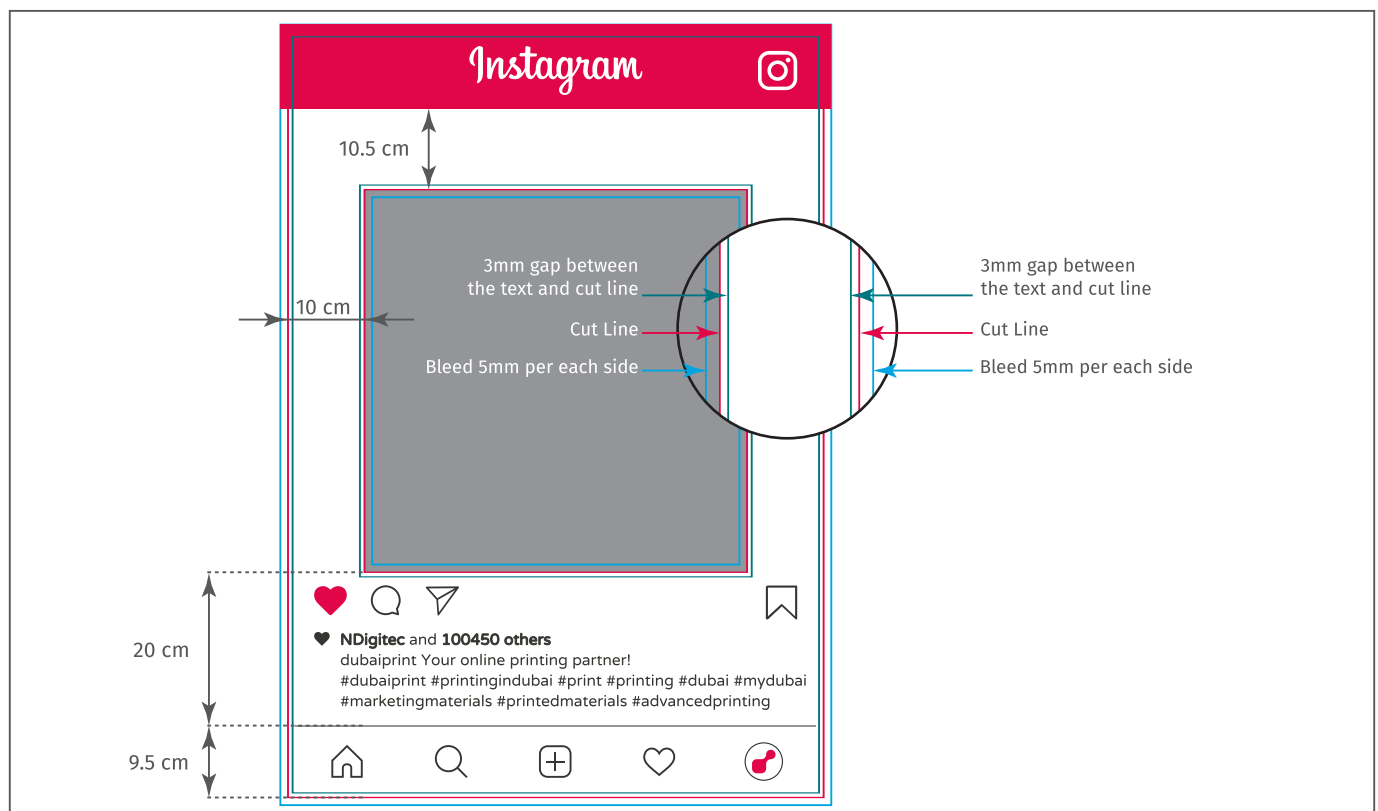 Instagram
10.5 cm
3mm gap between
the text and cut line
Cut Line
Bleed 5mm per each side
3mm gap between
the text and cut line
Cut Line
Bleed 5mm per each side
10 cm
20 cm
NDigitec and 100450 others
dubaiprint Your online printing partner!
#dubaiprint #printingindubai #print #printing #dubai #mydubai
#marketingmaterials #printedmaterials #advancedprinting
9.5 cm